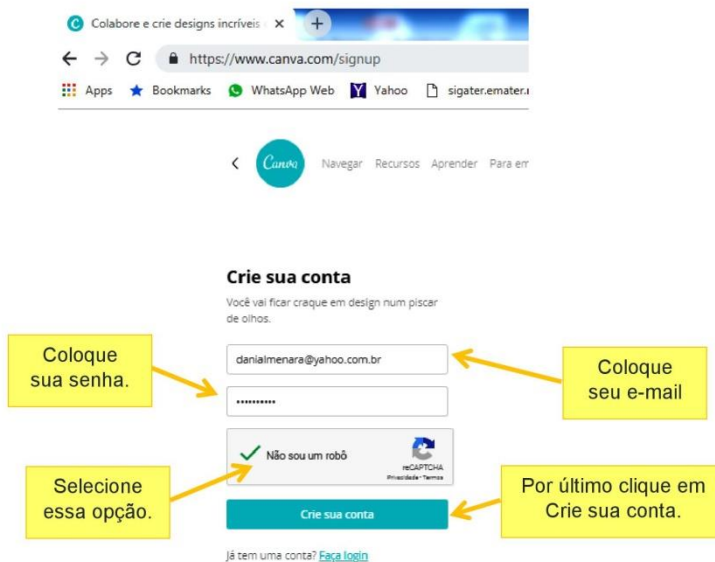 Colabore e crie designs incríveis
https://www.canva.com/signup
Apps Bookmarks WhatsApp Web Yahoo sigater.emater.
Canva Navegar Recursos Aprender Para em
Crie sua conta
Você vai ficar craque em design num piscar
de olhos.
Coloque
sua senha.
danialmenara@yahoo.com.br
Coloque
seu e-mail
••••••••••
Não sou um robô
reCAPTCHA
Privacidade - Termos
Selecione
essa opção.
Crie sua conta
Por último clique em
Crie sua conta.
Já tem uma conta? Faça login